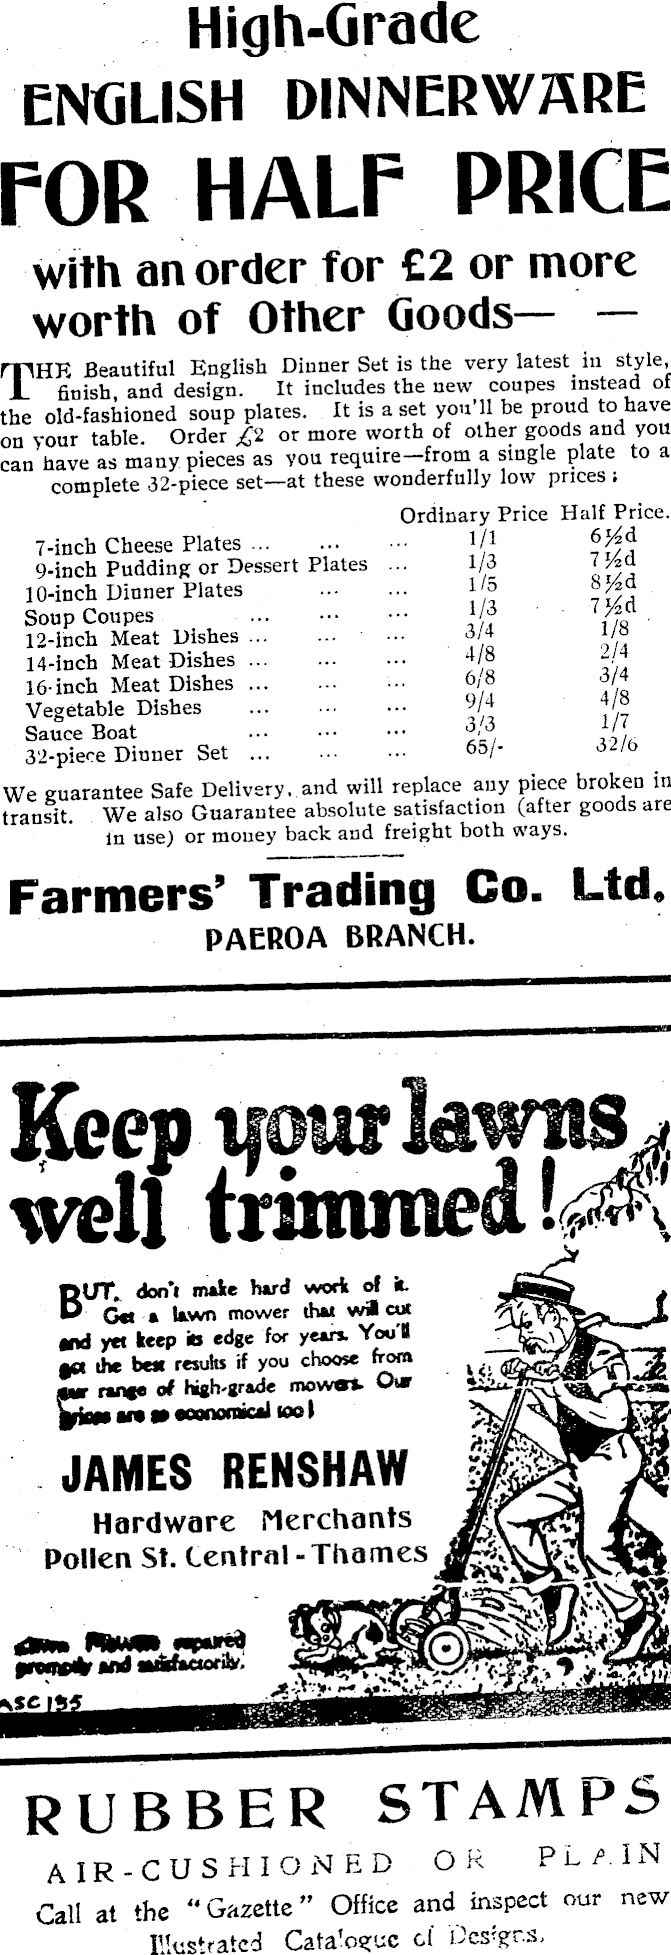 High-Grade
ENGLISH DINNERWARE
FOR HALF PRICE
with an order for £2 or more
worth of Other Goods— —
THE Beautiful English Dinner Set is the very latest in style,
finish, and design. It includes the new coupes instead of
the old-fashioned soup plates. It is a set you'll be proud to have
on your table. Order £2 or more worth of other goods and you
can have as many pieces as you require—from a single plate to a
complete 32-piece set—at these wonderfully low prices:
Ordinary Price Half Price.
7-inch Cheese Plates ... ... ... 1/1 6½d
9-inch Pudding or Dessert Plates ... 1/3 7½d
10-inch Dinner Plates ... ... 1/5 8½d
Soup Coupes ... ... ... 1/3 7½d
12-inch Meat Dishes ... ... ... 3/4 1/8
14-inch Meat Dishes ... ... ... 4/8 2/4
16-inch Meat Dishes ... ... ... 6/8 3/4
Vegetable Dishes ... ... ... 9/4 4/8
Sauce Boat ... ... ... 3/3 1/7
32-piece Dinner Set ... ... ... 65/- 32/6
We guarantee Safe Delivery, and will replace any piece broken in
transit. We also Guarantee absolute satisfaction (after goods are
in use) or money back and freight both ways.
Farmers' Trading Co. Ltd.
PAEROA BRANCH.
Keep your lawns
well trimmed!
BUT, don't make hard work of it.
Get a lawn mower that will cut
and yet keep its edge for years. You'll
get the best results if you choose from
our range of high-grade mowers. Our
prices are so economical too!
JAMES RENSHAW
Hardware Merchants
Pollen St. Central - Thames
Lawn Mowers repaired
promptly and satisfactorily.
ASC 135
RUBBER STAMPS
AIR-CUSHIONED OR PLAIN
Call at the "Gazette" Office and inspect our new
Illustrated Catalogue of Designs.